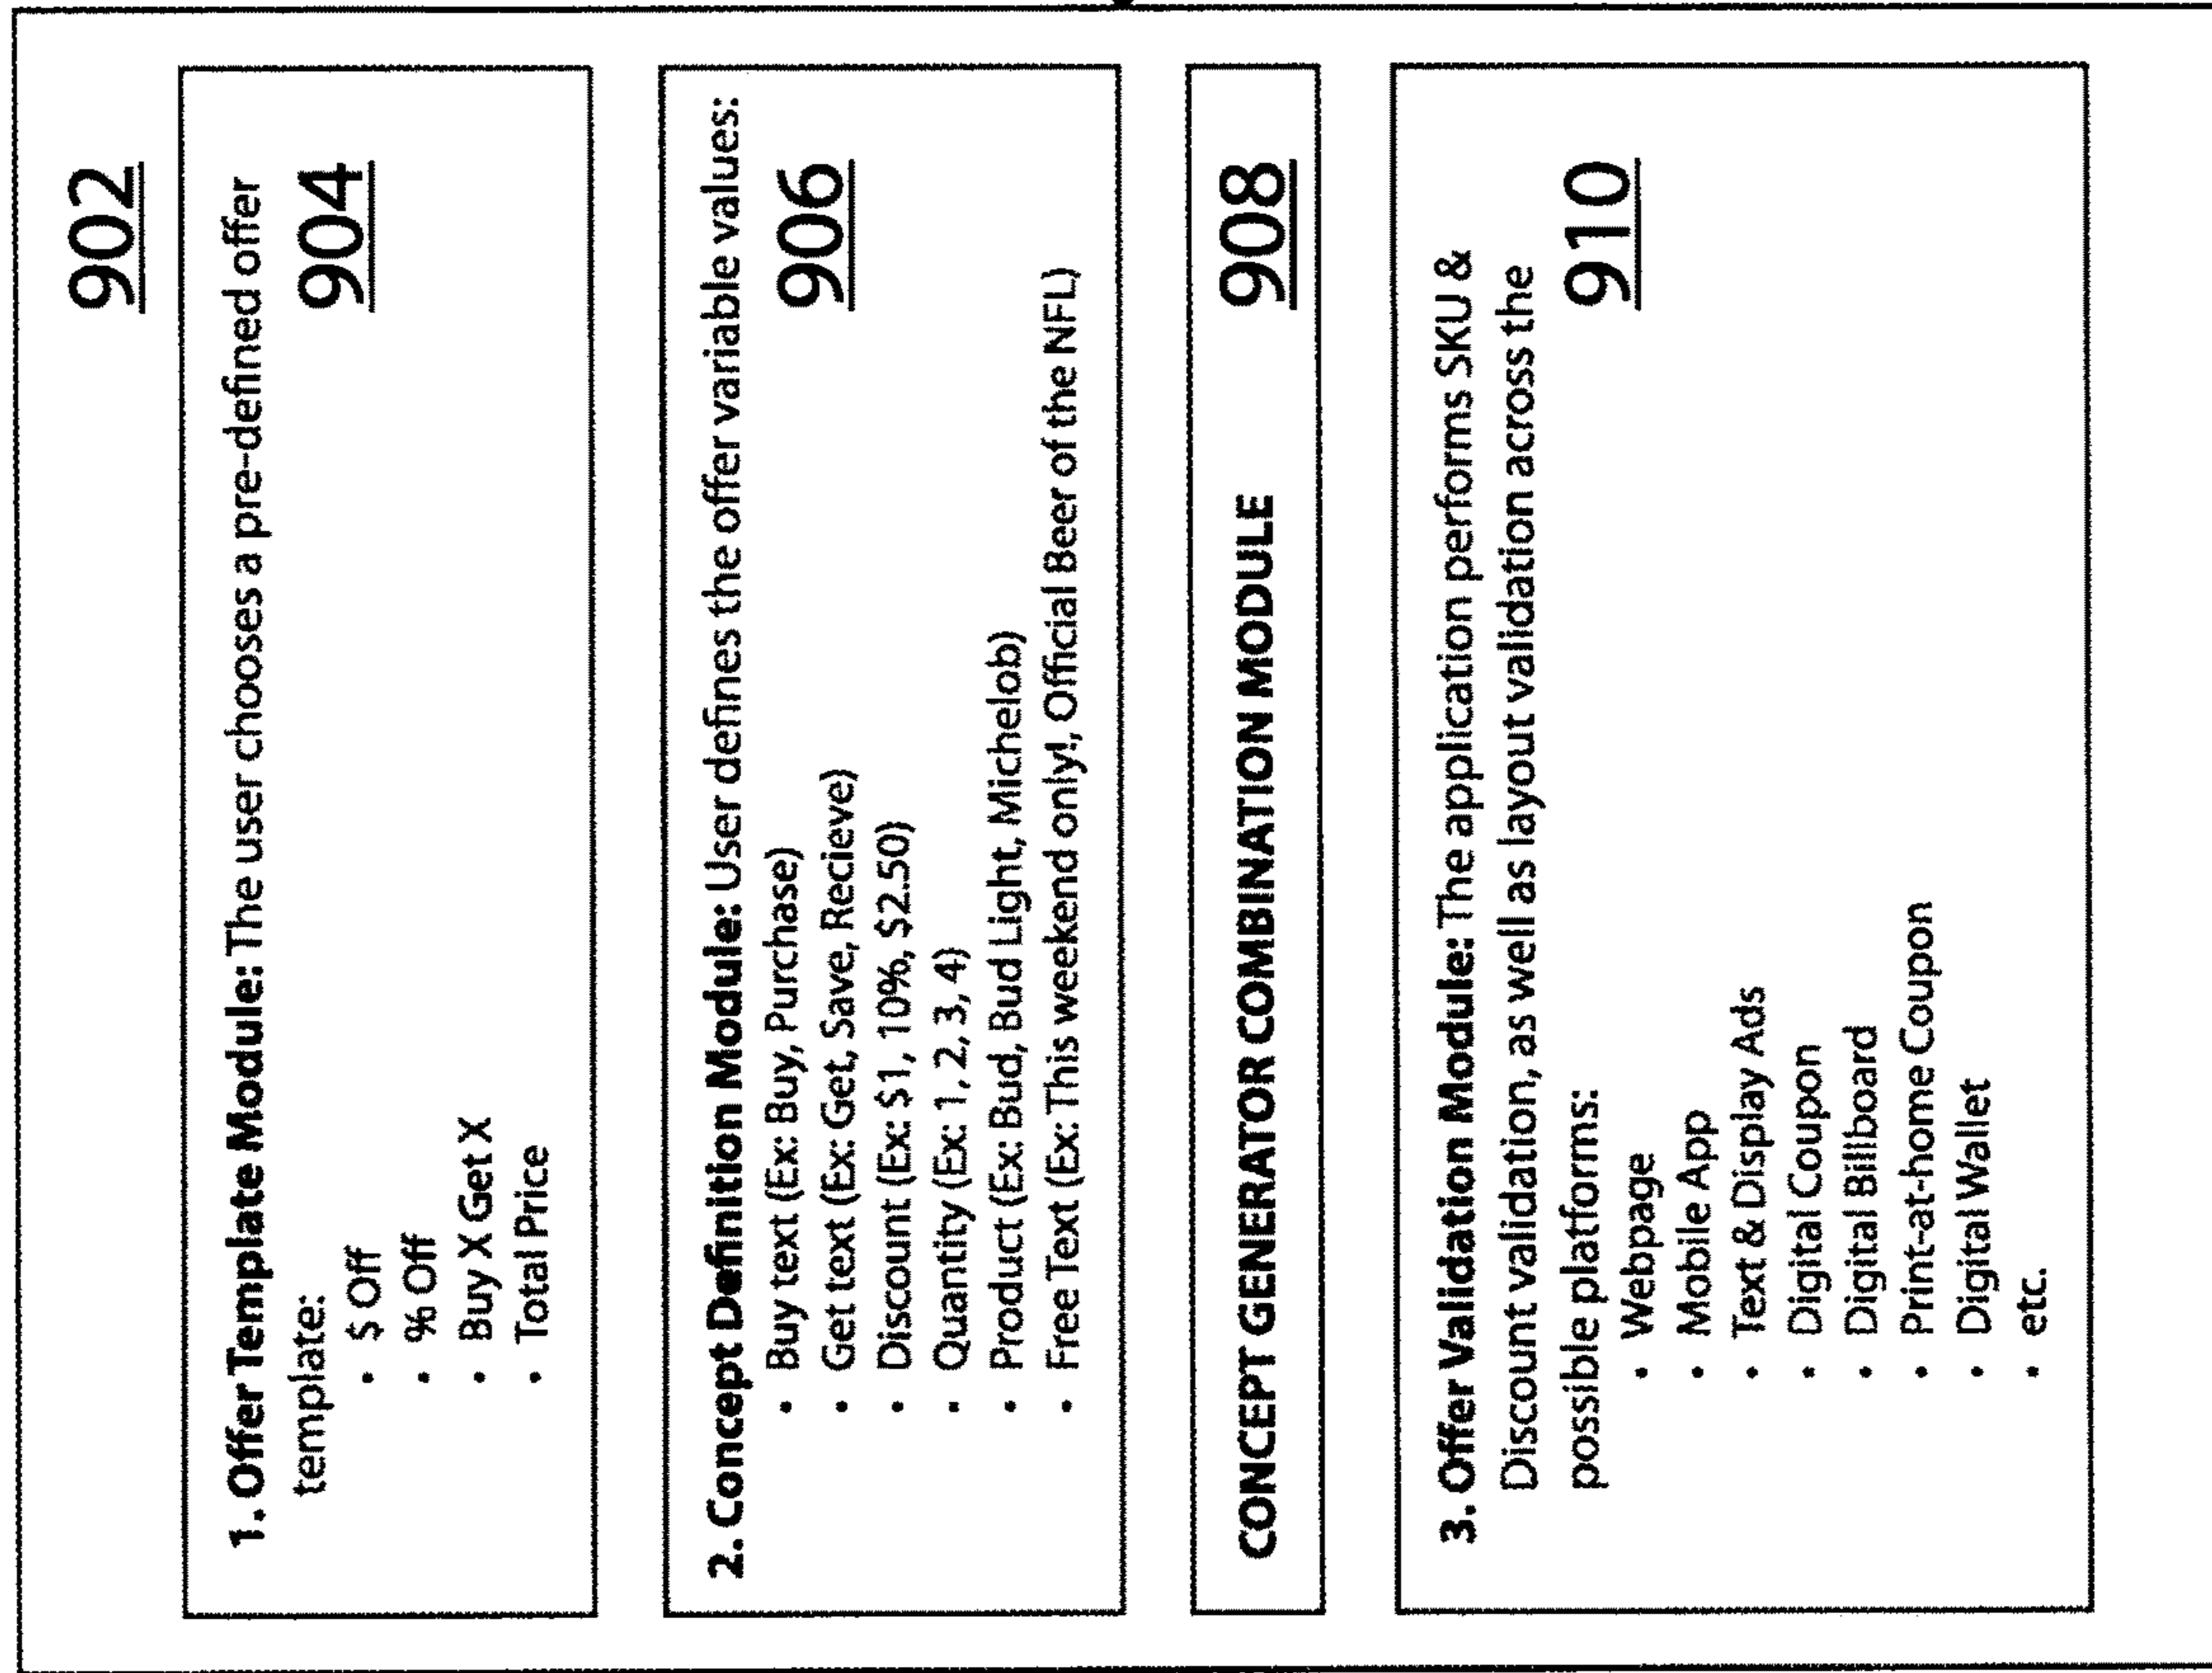 902
1. Offer Template Module: The user chooses a pre-defined offer
template:
904
• $ Off
• % Off
• Buy X Get X
• Total Price
2. Concept Definition Module: User defines the offer variable values:
906
• Buy text (Ex: Buy, Purchase)
• Get text (Ex: Get, Save, Recieve)
• Discount (Ex: $1, 10%, $2.50)
• Quantity (Ex: 1, 2, 3, 4)
• Product (Ex: Bud, Bud Light, Michelob)
• Free Text (Ex: This weekend only!, Official Beer of the NFL)
CONCEPT GENERATOR COMBINATION MODULE 908
3. Offer Validation Module: The application performs SKU &
Discount validation, as well as layout validation across the
possible platforms:
910
• Webpage
• Mobile App
• Text & Display Ads
• Digital Coupon
• Digital Billboard
• Print-at-home Coupon
• Digital Wallet
• etc.